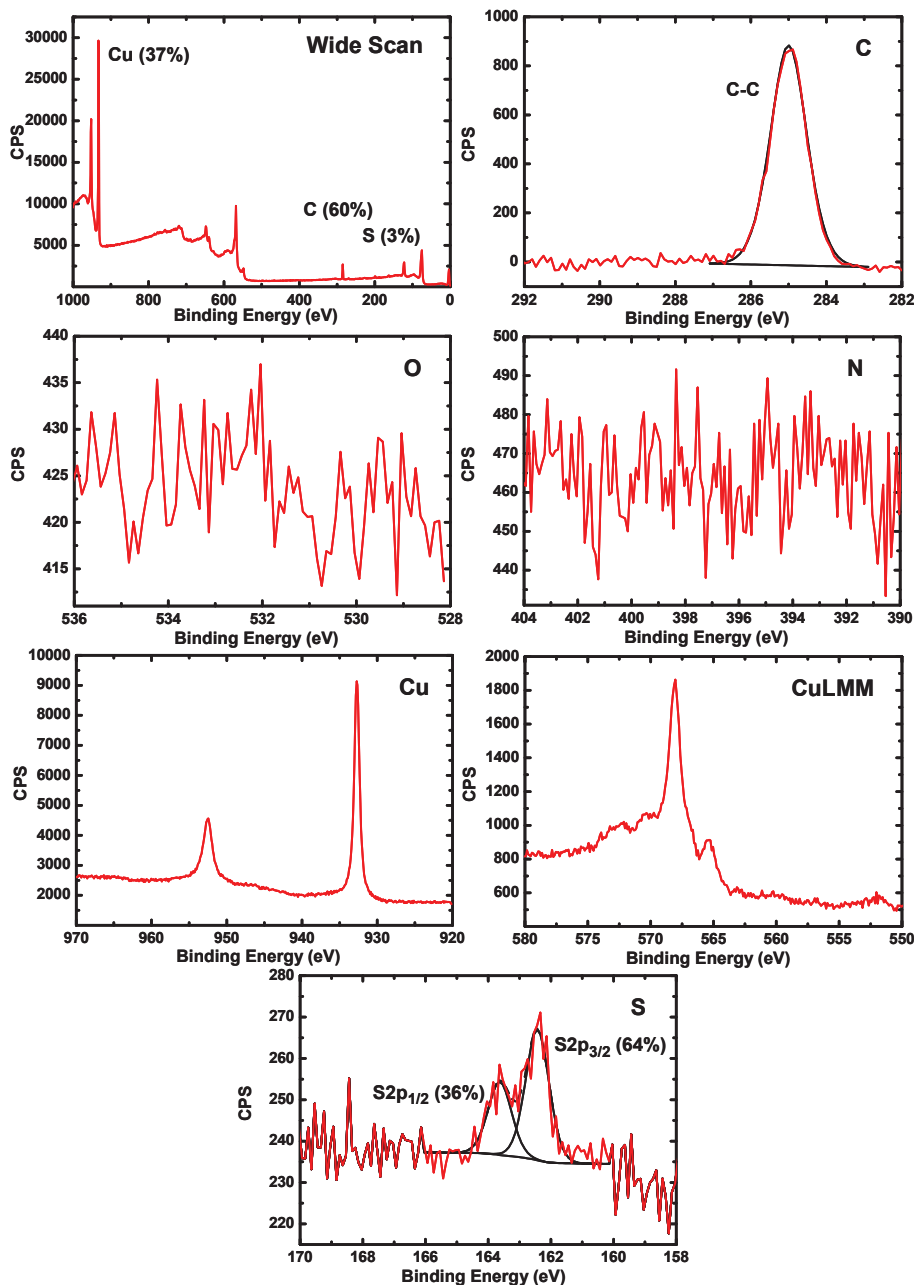 Wide Scan
Cu (37%)
C (60%)
S (3%)
CPS
30000
25000
20000
15000
10000
5000
0
1000 800 600 400 200 0
Binding Energy (eV)
C
C-C
CPS
1000
800
600
400
200
0
292 290 288 286 284 282
Binding Energy (eV)
O
CPS
440
435
430
425
420
415
536 534 532 530 528
Binding Energy (eV)
N
CPS
500
490
480
470
460
450
440
404 402 400 398 396 394 392 390
Binding Energy (eV)
Cu
CPS
10000
9000
8000
7000
6000
5000
4000
3000
2000
970 960 950 940 930 920
Binding Energy (eV)
CuLMM
CPS
2000
1800
1600
1400
1200
1000
800
600
580 575 570 565 560 555 550
Binding Energy (eV)
S
S2p3/2 (64%)
S2p1/2 (36%)
CPS
280
270
260
250
240
230
220
170 168 166 164 162 160 158
Binding Energy (eV)